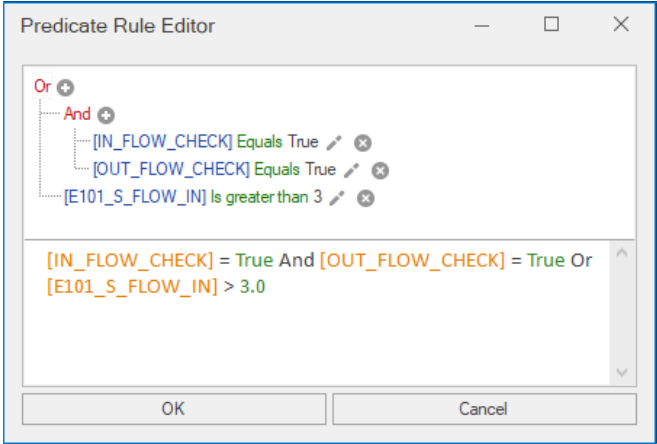 Predicate Rule Editor
Or
And
[IN_FLOW_CHECK] Equals True
[OUT_FLOW_CHECK] Equals True
[E101_S_FLOW_IN] Is greater than 3
[IN_FLOW_CHECK] = True And [OUT_FLOW_CHECK] = True Or
[E101_S_FLOW_IN] > 3.0
OK Cancel